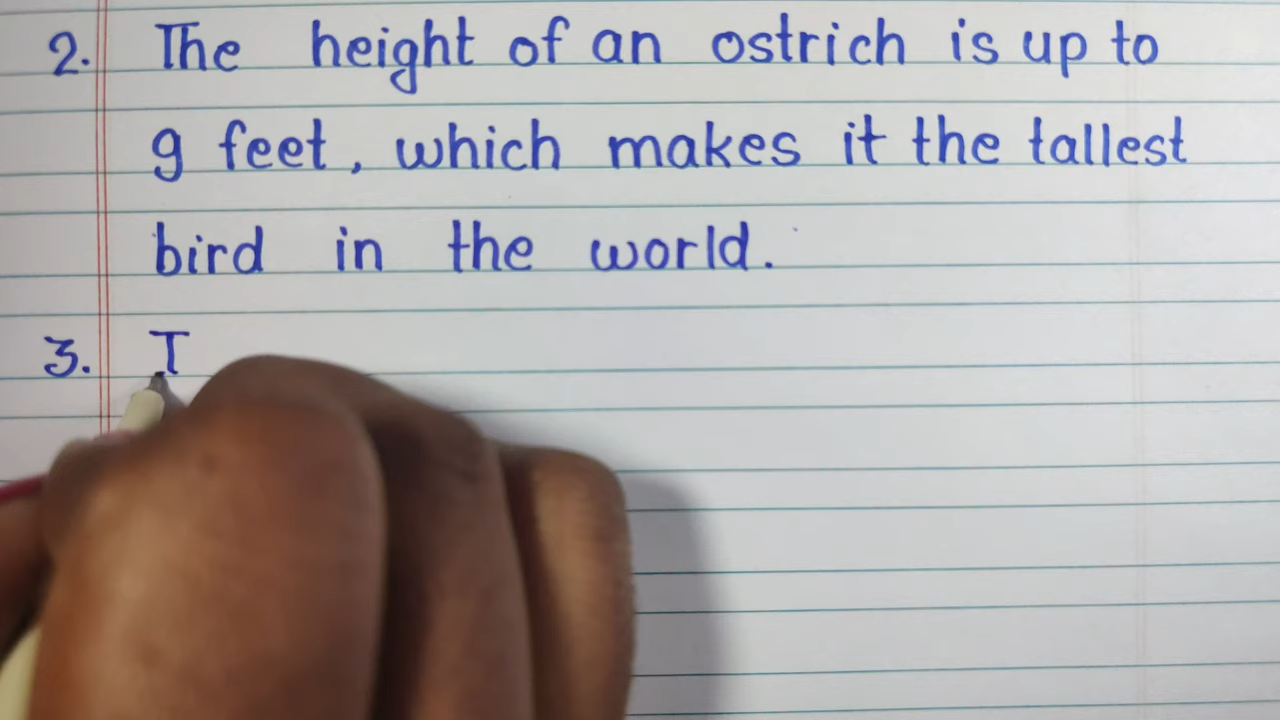 2. The height of an ostrich is up to
9 feet, which makes it the tallest
bird in the world.
3. I